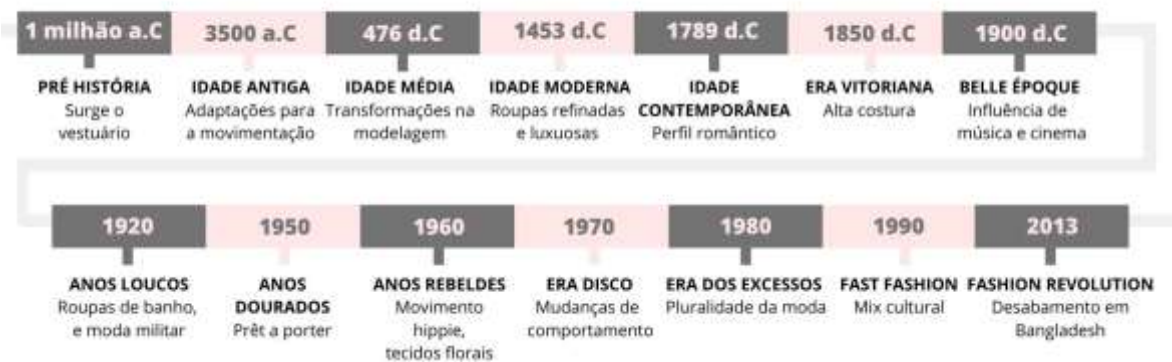 1 milhão a.C
3500 a.C
476 d.C
1453 d.C
1789 d.C
1850 d.C
1900 d.C
PRÉ HISTÓRIA
Surge o
vestuário
IDADE ANTIGA
Adaptações para
a movimentação
IDADE MÉDIA
Transformações na
modelagem
IDADE MODERNA
Roupas refinadas
e luxuosas
IDADE
CONTEMPORÂNEA
Perfil romântico
ERA VITORIANA
Alta costura
BELLE ÉPOQUE
Influência de
música e cinema
1920
1950
1960
1970
1980
1990
2013
ANOS LOUCOS
Roupas de banho,
e moda militar
ANOS
DOURADOS
Prêt a porter
ANOS REBELDES
Movimento
hippie,
tecidos florais
ERA DISCO
Mudanças de
comportamento
ERA DOS EXCESSOS
Pluralidade da moda
FAST FASHION
Mix cultural
FASHION REVOLUTION
Desabamento em
Bangladesh